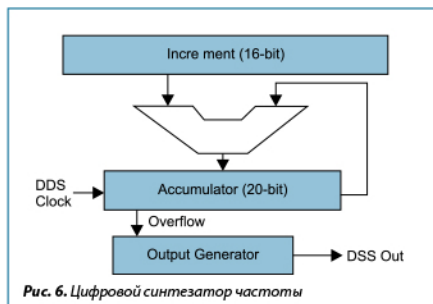 Incre ment (16-bit)
DDS
Clock
Accumulator (20-bit)
Overflow
Output Generator
DSS Out
Рис. 6. Цифровой синтезатор частоты